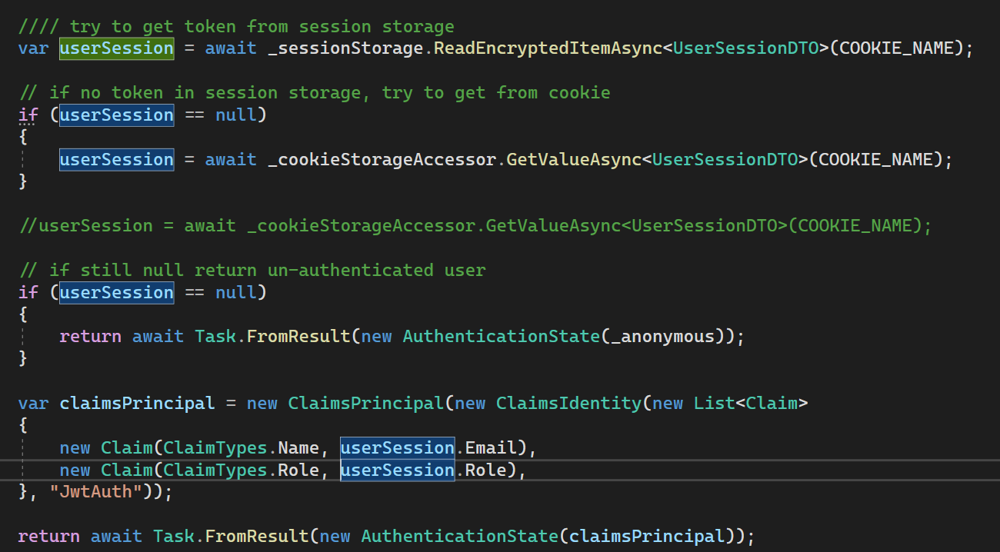 //// try to get token from session storage
var userSession = await _sessionStorage.ReadEncryptedItemAsync<UserSessionDTO>(COOKIE_NAME);
// if no token in session storage, try to get from cookie
if (userSession == null)
{
userSession = await _cookieStorageAccessor.GetValueAsync<UserSessionDTO>(COOKIE_NAME);
}
//userSession = await _cookieStorageAccessor.GetValueAsync<UserSessionDTO>(COOKIE_NAME);
// if still null return un-authenticated user
if (userSession == null)
{
return await Task.FromResult(new AuthenticationState(_anonymous));
}
var claimsPrincipal = new ClaimsPrincipal(new ClaimsIdentity(new List<Claim>
{
new Claim(ClaimTypes.Name, userSession.Email),
new Claim(ClaimTypes.Role, userSession.Role),
}, "JwtAuth"));
return await Task.FromResult(new AuthenticationState(claimsPrincipal));